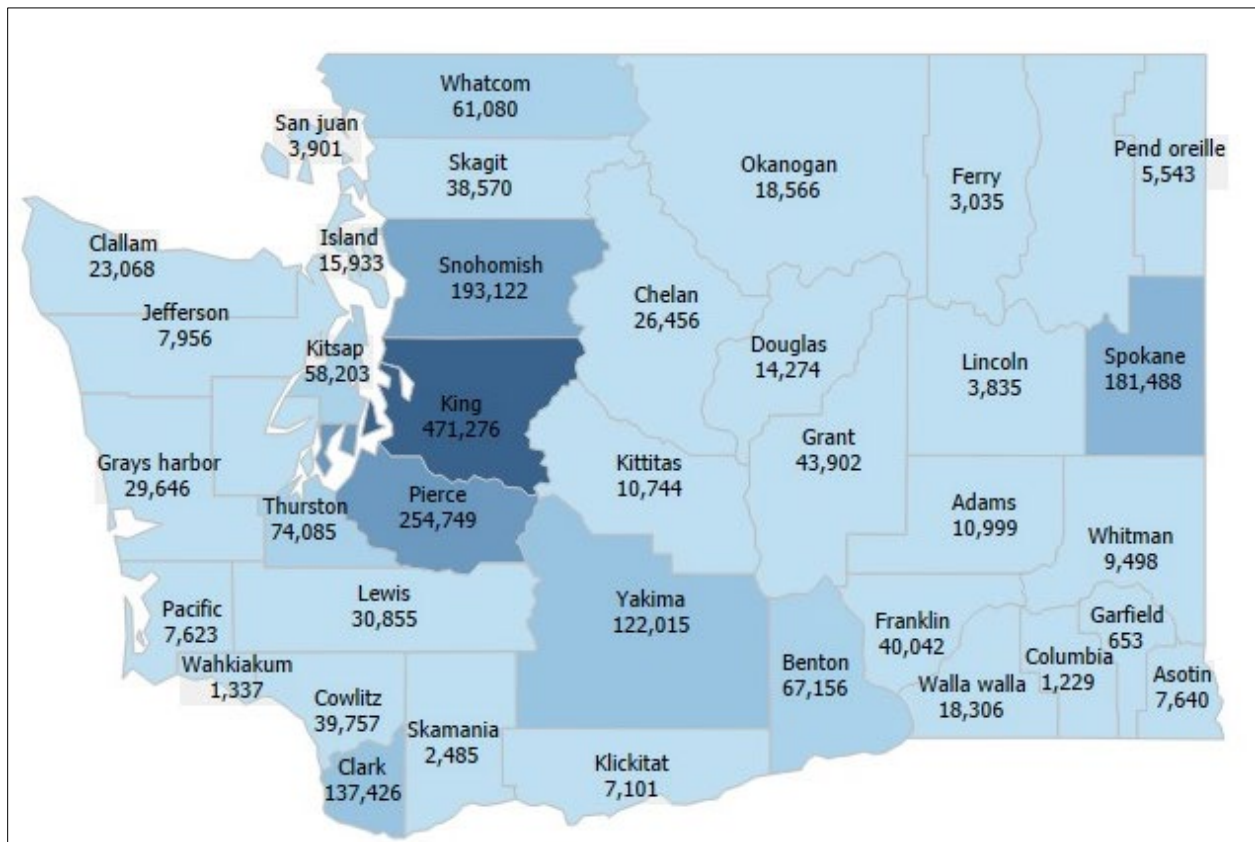 Whatcom
61,080
San juan
3,901
Skagit
38,570
Okanogan
18,566
Ferry
3,035
Pend oreille
5,543
Clallam
23,068
Island
15,933
Snohomish
193,122
Chelan
26,456
Jefferson
7,956
Kitsap
58,203
Douglas
14,274
Lincoln
3,835
Spokane
181,488
King
471,276
Grant
43,902
Grays harbor
29,646
Kittitas
10,744
Thurston
74,085
Pierce
254,749
Adams
10,999
Whitman
9,498
Lewis
30,855
Yakima
122,015
Pacific
7,623
Franklin
40,042
Garfield
653
Wahkiakum
1,337
Benton
67,156
Columbia
1,229
Asotin
7,640
Walla walla
18,306
Cowlitz
39,757
Skamania
2,485
Clark
137,426
Klickitat
7,101